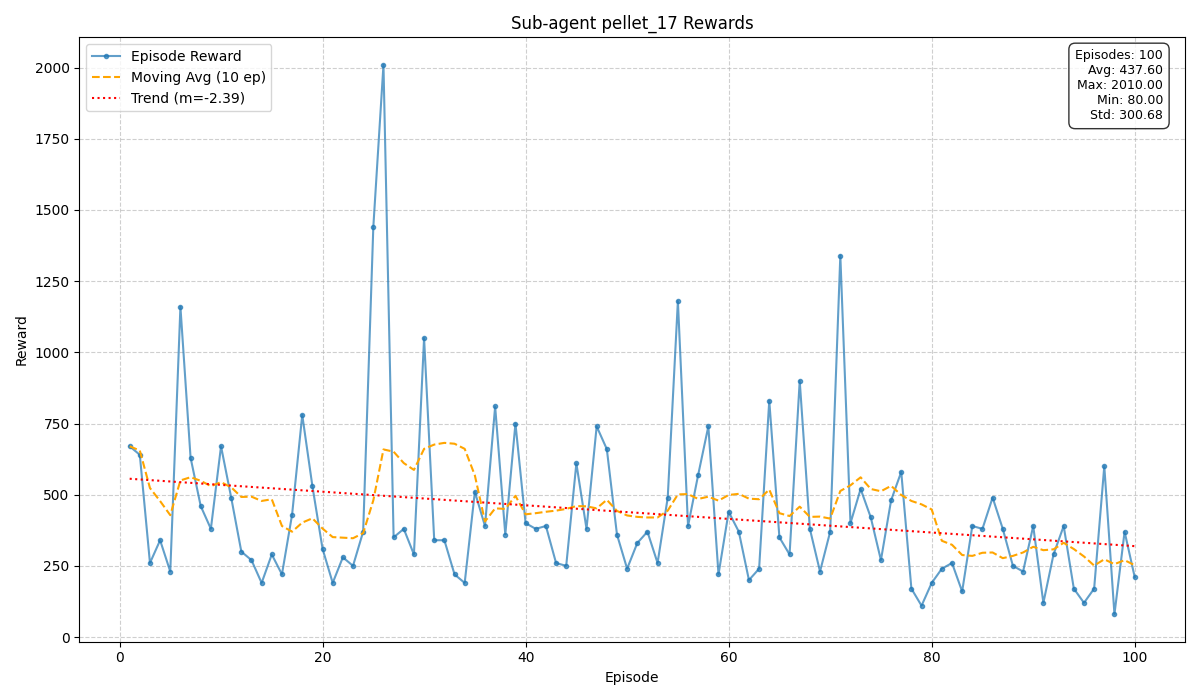 Sub-agent pellet_17 Rewards
Episode Reward
Moving Avg (10 ep)
Trend (m=-2.39)
Episodes: 100
Avg: 437.60
Max: 2010.00
Min: 80.00
Std: 300.68
Reward
2000
1750
1500
1250
1000
750
500
250
0
0 20 40 60 80 100
Episode